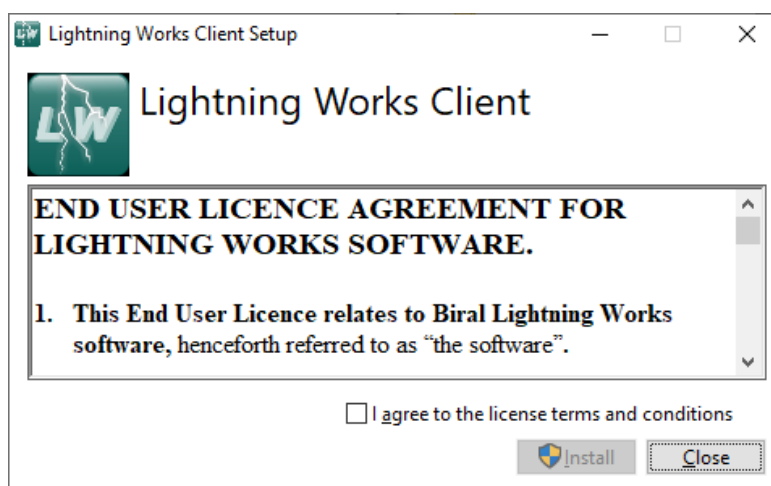 Lightning Works Client Setup
LW
Lightning Works Client
END USER LICENCE AGREEMENT FOR
LIGHTNING WORKS SOFTWARE.
1. This End User Licence relates to Biral Lightning Works
software, henceforth referred to as “the software”.
I agree to the license terms and conditions
Install
Close